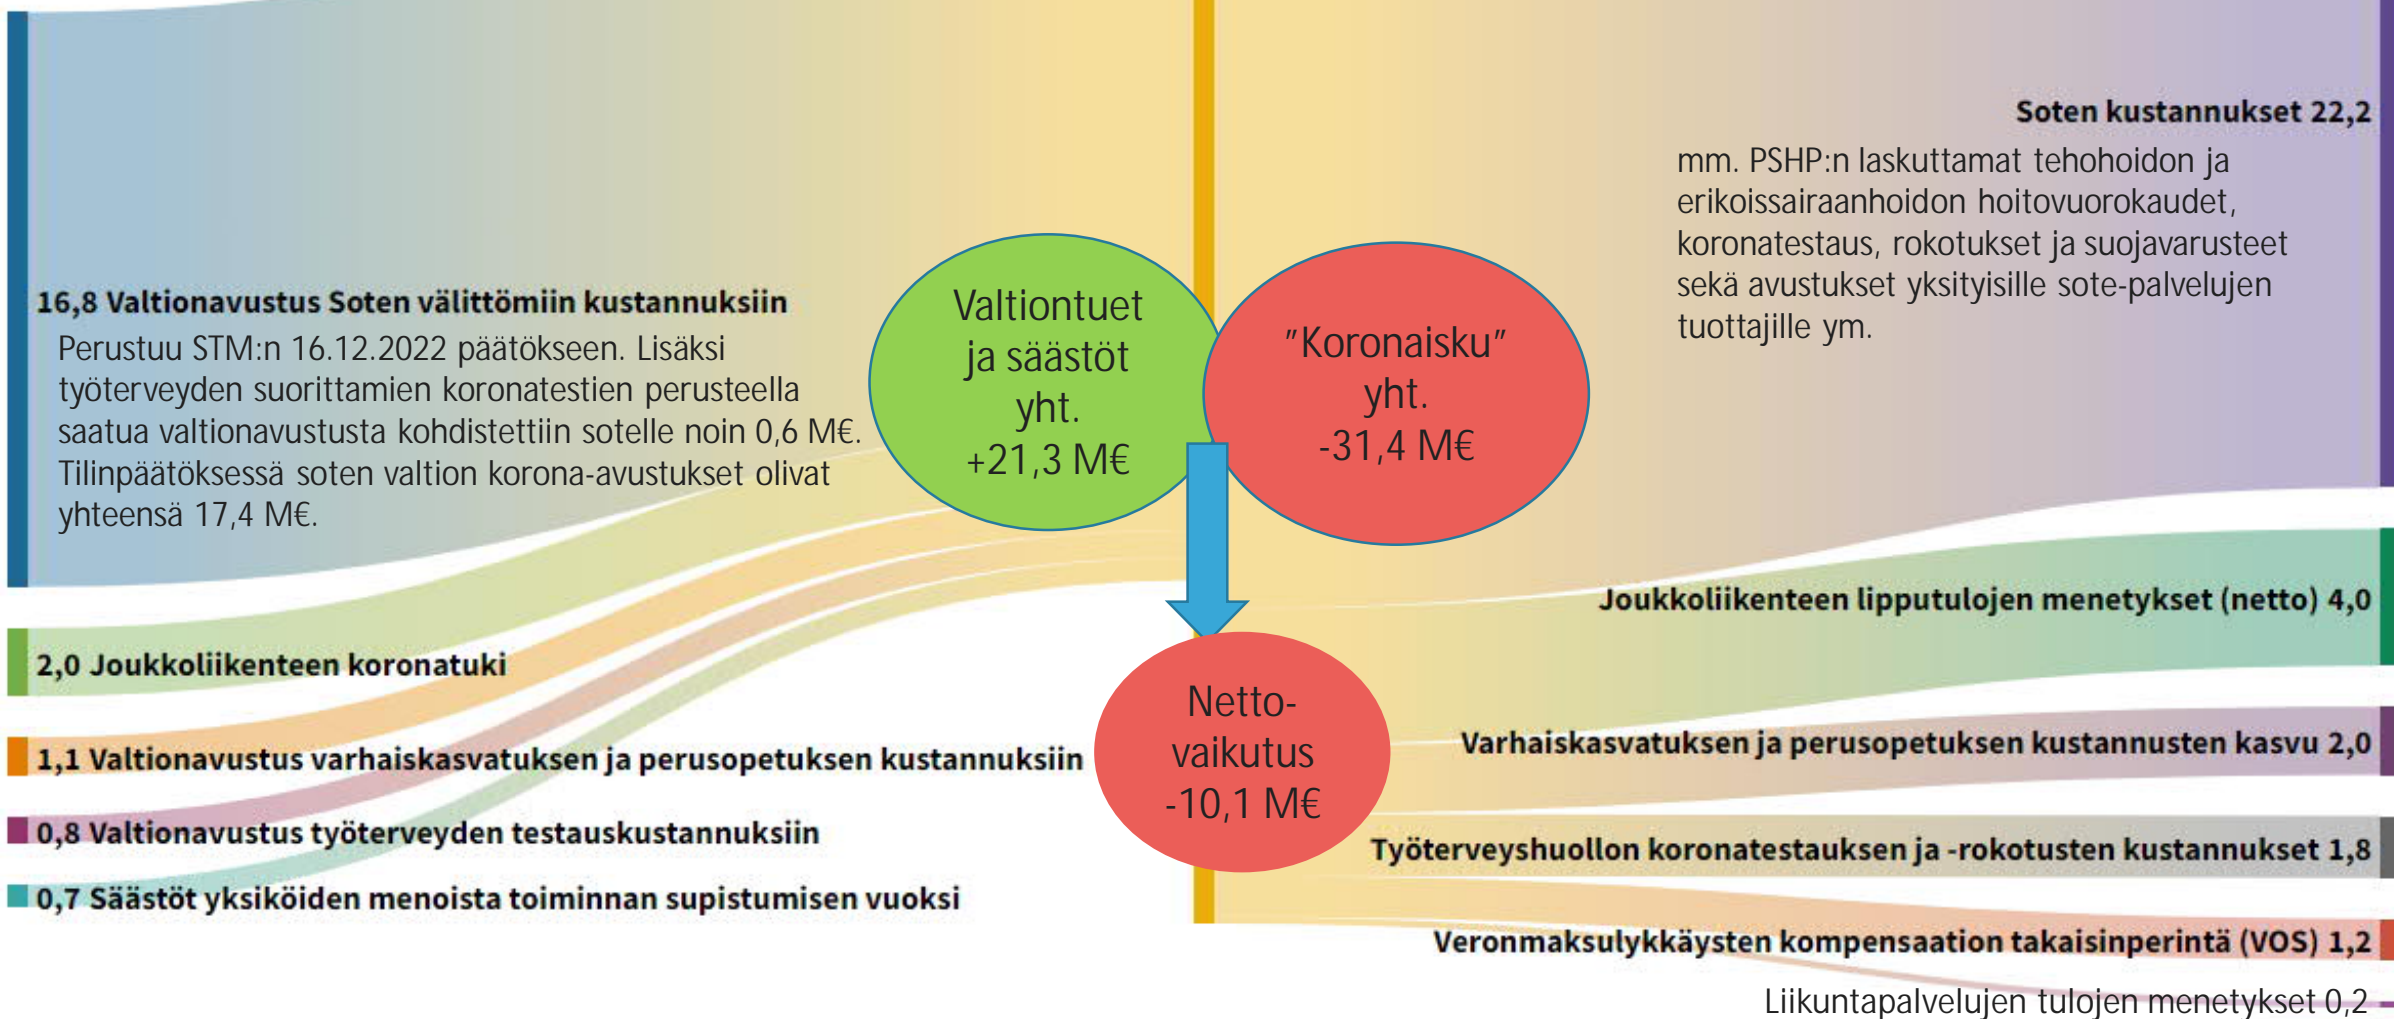 16,8 Valtionavustus Soten välittömiin kustannuksiin
Perustuu STM:n 16.12.2022 päätökseen. Lisäksi
työterveyden suorittamien koronatestien perusteella
saatua valtionavustusta kohdistettiin sotelle noin 0,6 M€.
Tilinpäätöksessä soten valtion korona-avustukset olivat
yhteensä 17,4 M€.
2,0 Joukkoliikenteen koronatuki
1,1 Valtionavustus varhaiskasvatuksen ja perusopetuksen kustannuksiin
0,8 Valtionavustus työterveyden testauskustannuksiin
0,7 Säästöt yksiköiden menoista toiminnan supistumisen vuoksi
Valtiontuet
ja säästöt
yht.
+21,3 M€
"Koronaisku"
yht.
-31,4 M€
Netto-
vaikutus
-10,1 M€
Soten kustannukset 22,2
mm. PSHP:n laskuttamat tehohoidon ja
erikoissairaanhoidon hoitovuorokaudet,
koronatestaus, rokotukset ja suojavarusteet
sekä avustukset yksityisille sote-palvelujen
tuottajille ym.
Joukkoliikenteen lipputulojen menetykset (netto) 4,0
Varhaiskasvatuksen ja perusopetuksen kustannusten kasvu 2,0
Työterveyshuollon koronatestauksen ja -rokotusten kustannukset 1,8
Veronmaksulykkäysten kompensaation takaisinperintä (VOS) 1,2
Liikuntapalvelujen tulojen menetykset 0,2